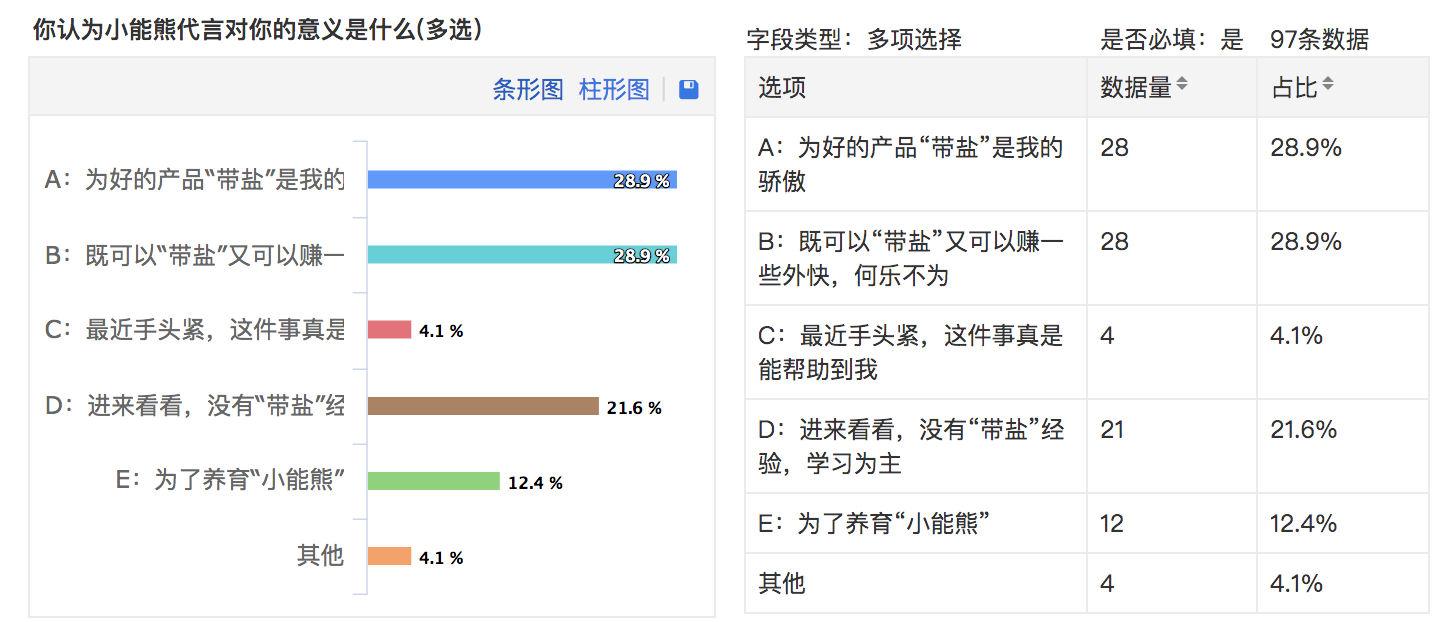 你认为小能熊代言对你的意义是什么(多选)
条形图 柱形图
A：为好的产品“带盐”是我的
28.9 %
B：既可以“带盐”又可以赚一
28.9 %
C：最近手头紧，这件事真是
4.1 %
D：进来看看，没有“带盐”经
21.6 %
E：为了养育“小能熊”
12.4 %
其他
4.1 %
字段类型：多项选择 是否必填：是 97条数据
选项 数据量 占比
A：为好的产品“带盐”是我的 28 28.9%
骄傲
B：既可以“带盐”又可以赚一 28 28.9%
些外快，何乐不为
C：最近手头紧，这件事真是 4 4.1%
能帮助到我
D：进来看看，没有“带盐”经 21 21.6%
验，学习为主
E：为了养育“小能熊” 12 12.4%
其他 4 4.1%